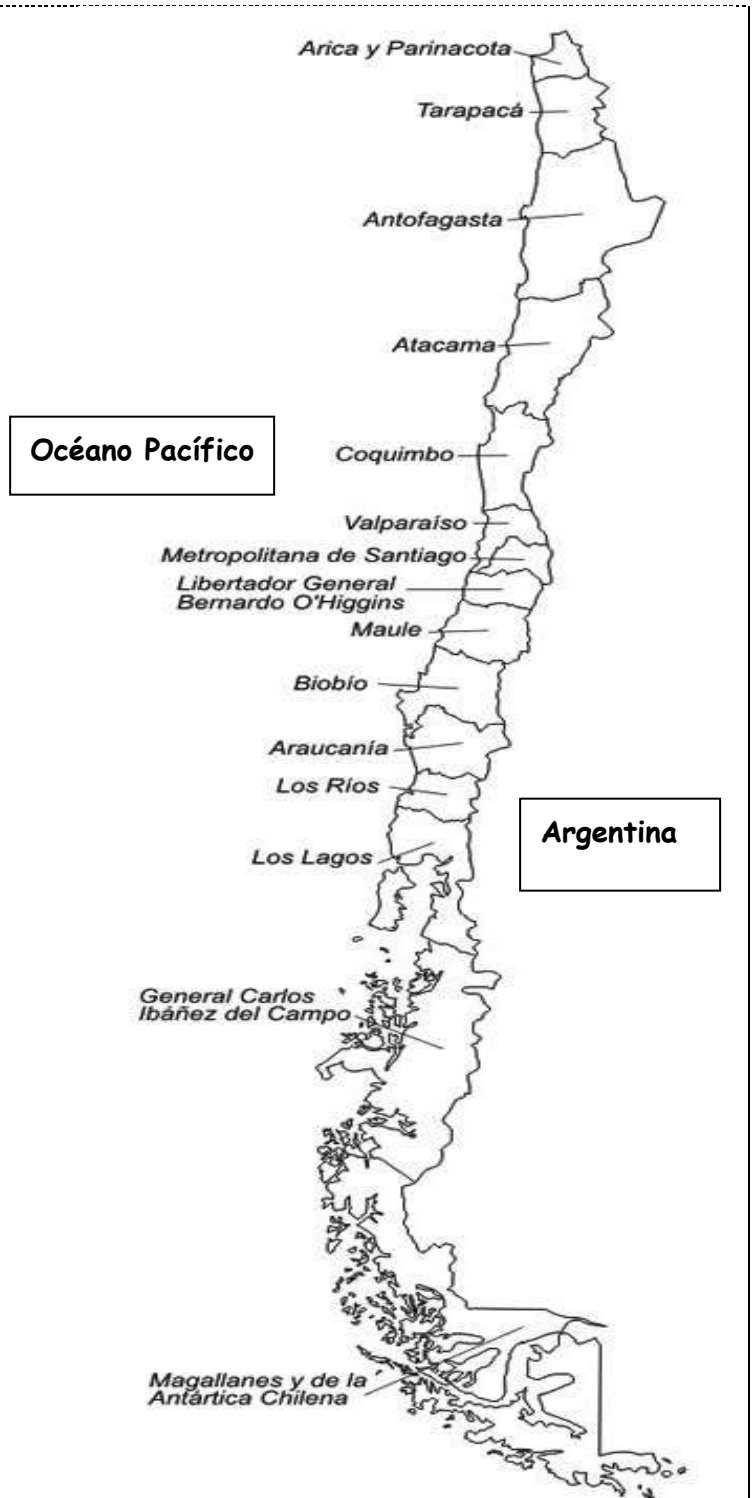 Arica y Parinacota
Tarapacá
Antofagasta
Atacama
Océano Pacífico
Coquimbo
Valparaíso
Metropolitana de Santiago
Libertador General
Bernardo O'Higgins
Maule
Biobío
Araucanía
Los Ríos
Argentina
Los Lagos
General Carlos
Ibáñez del Campo
Magallanes y de la
Antártica Chilena